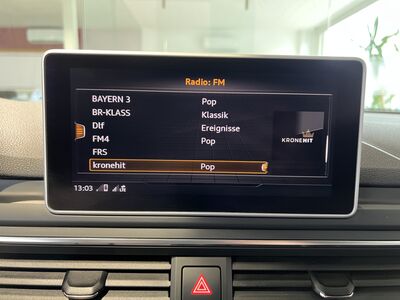 Radio: FM
BAYERN 3 Pop
BR-KLASS Klassik
Dlf Ereignisse
FM4 Pop
FRS
kronehit Pop
KRONEHIT
13:03